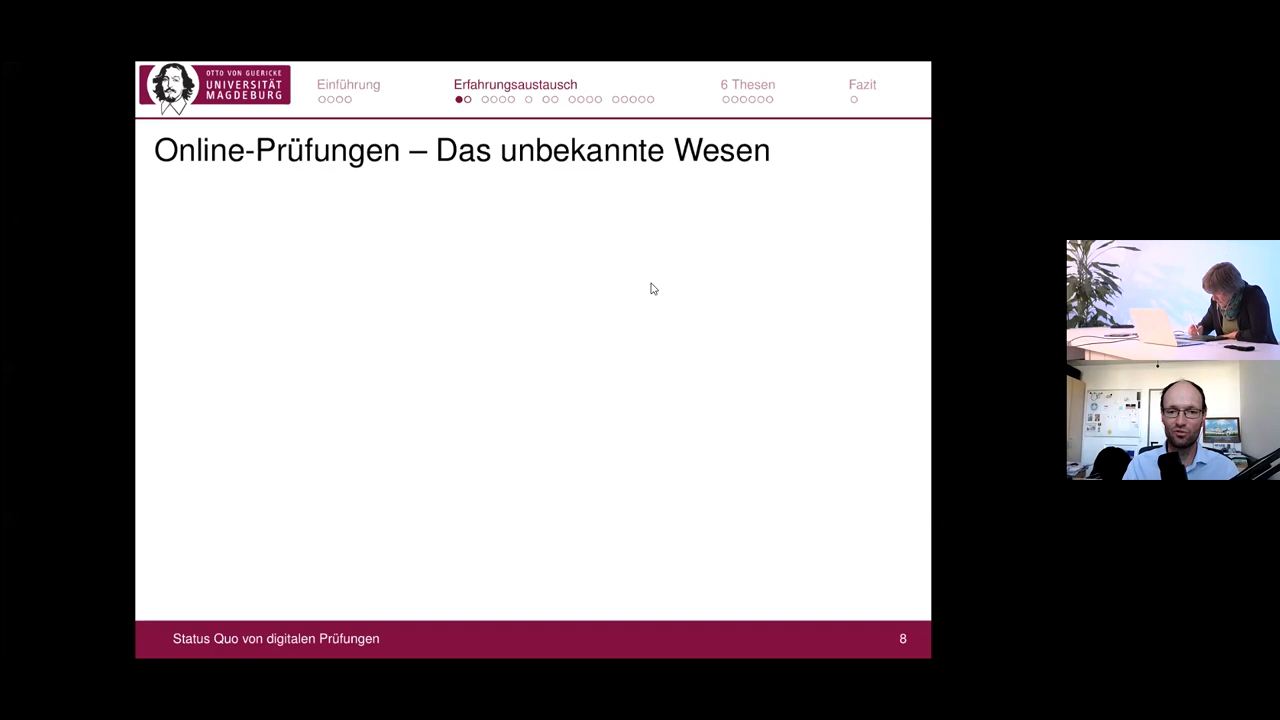 OTTO VON GUERICKE
UNIVERSITÄT
MAGDEBURG
Einführung
Erfahrungsaustausch
6 Thesen
Fazit
Online-Prüfungen – Das unbekannte Wesen
Status Quo von digitalen Prüfungen
8